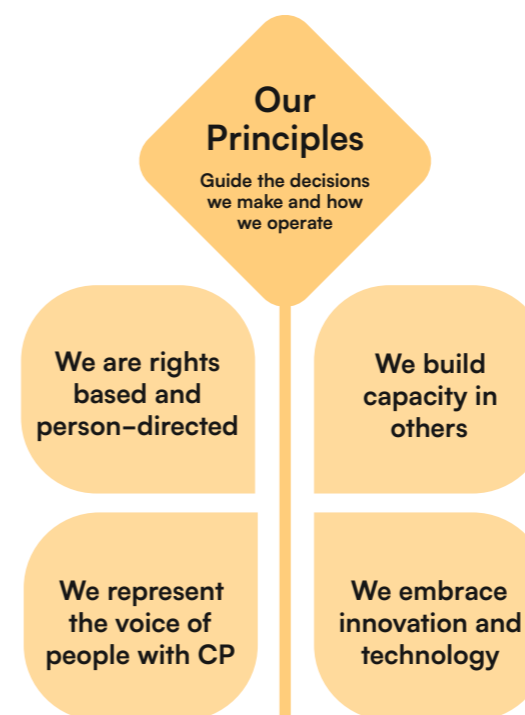 Our
Principles
Guide the decisions
we make and how
we operate
We are rights
based and
person-directed
We build
capacity in
others
We represent
the voice of
people with CP
We embrace
innovation and
technology